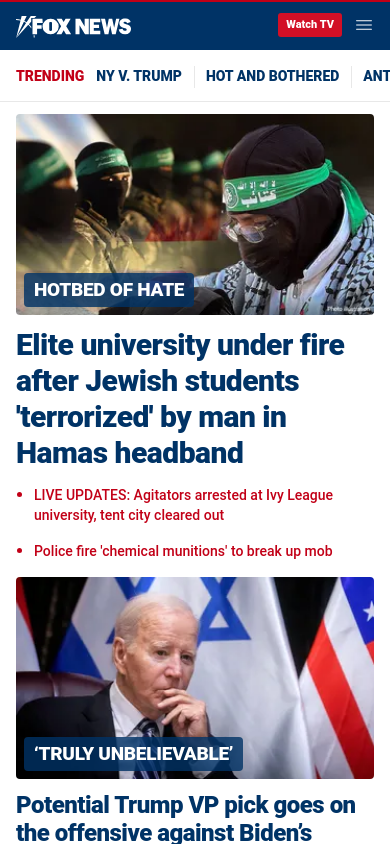 FOX NEWS
Watch TV
TRENDING NY V. TRUMP HOT AND BOTHERED ANT
HOTBED OF HATE
Elite university under fire
after Jewish students
'terrorized' by man in
Hamas headband
LIVE UPDATES: Agitators arrested at Ivy League
university, tent city cleared out
Police fire 'chemical munitions' to break up mob
‘TRULY UNBELIEVABLE’
Potential Trump VP pick goes on
the offensive against Biden’s